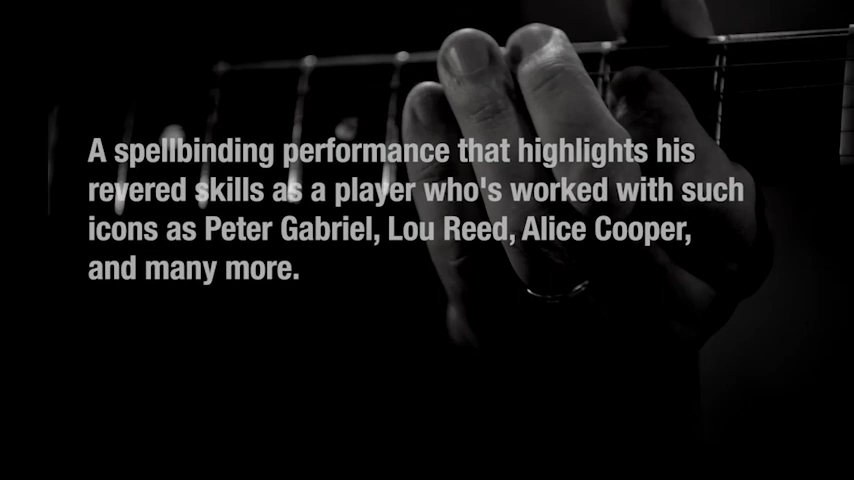 A spellbinding performance that highlights his
revered skills as a player who's worked with such
icons as Peter Gabriel, Lou Reed, Alice Cooper,
and many more.